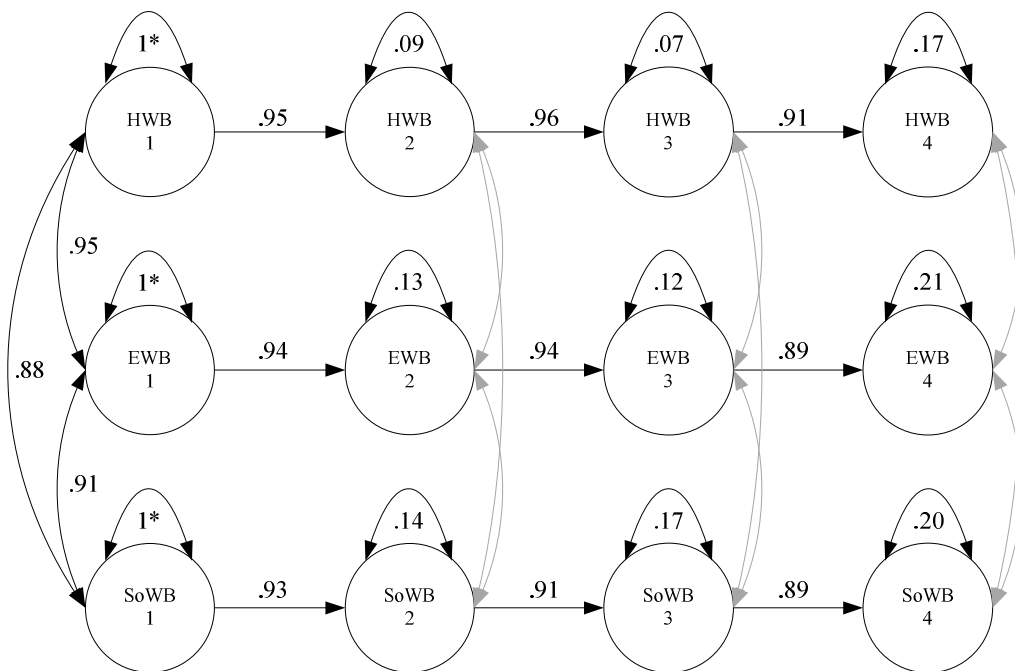 1* .09 .07 .17
HWB HWB HWB HWB
1 .95 2 .96 3 .91 4
.95
1* .13 .12 .21
.88 EWB EWB EWB EWB
1 .94 2 .94 3 .89 4
.91
1* .14 .17 .20
SoWB SoWB SoWB SoWB
1 .93 2 .91 3 .89 4